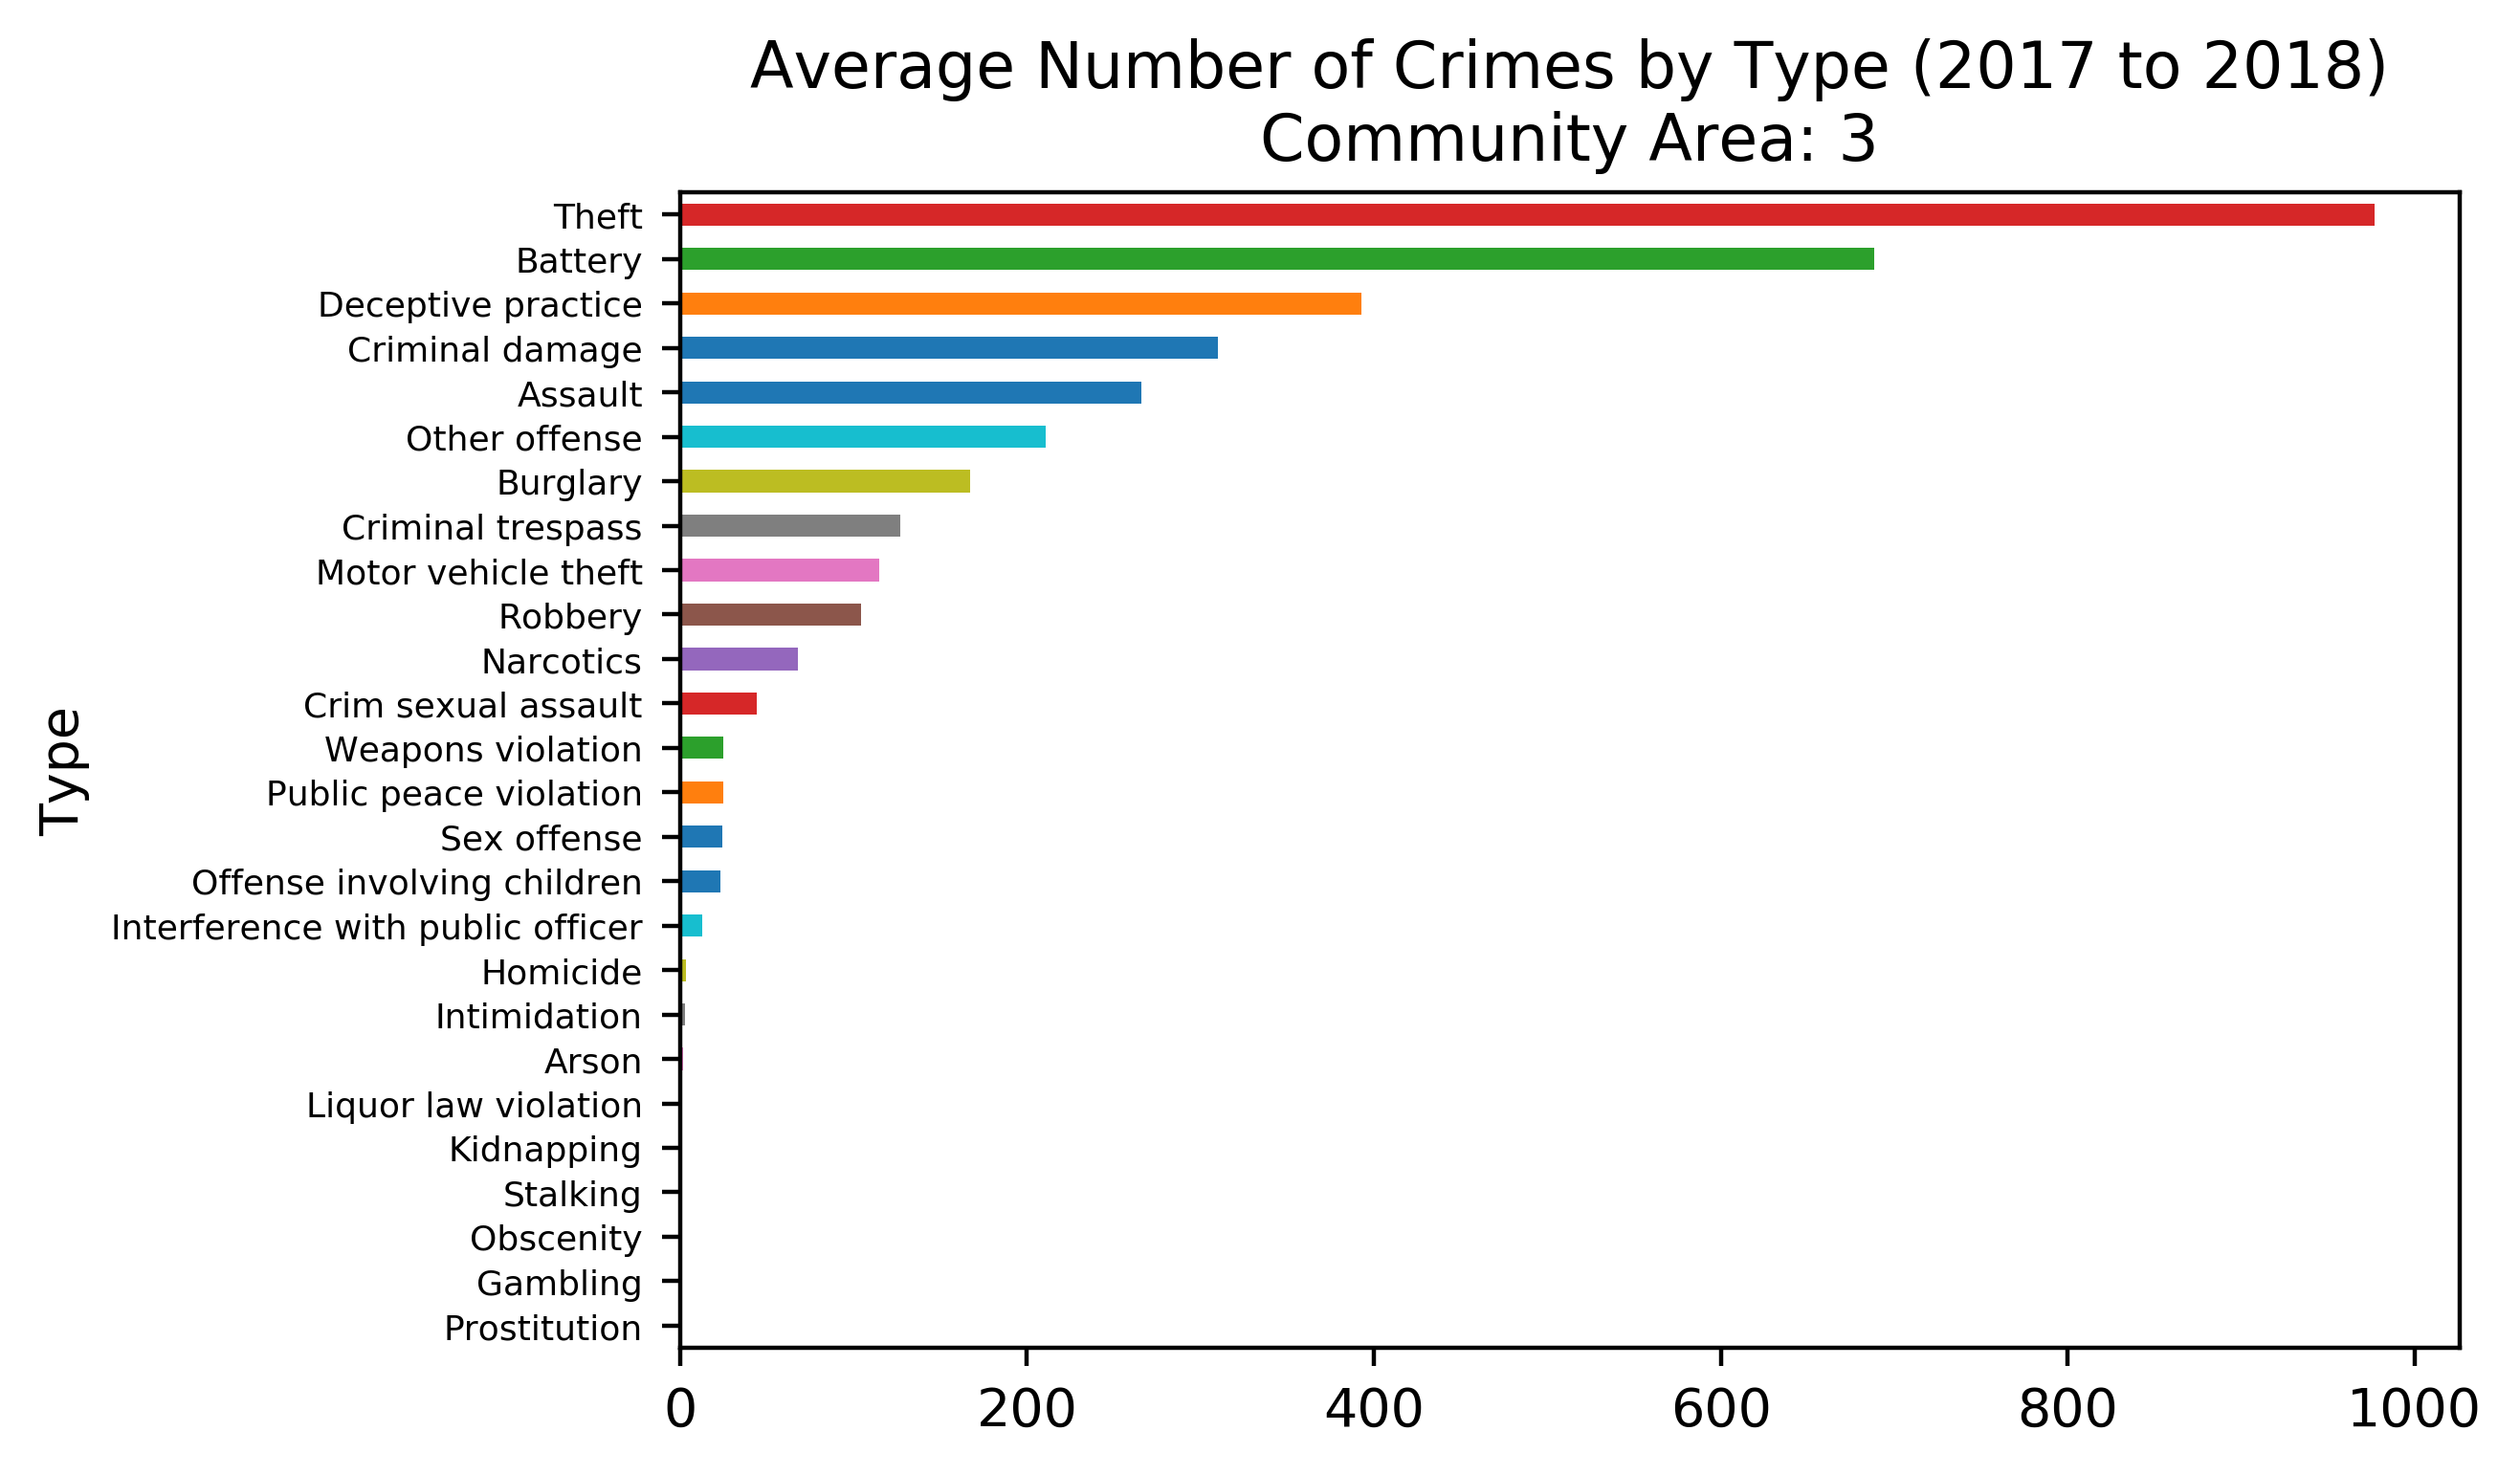 Average Number of Crimes by Type (2017 to 2018)
Community Area: 3
Type
Theft
Battery
Deceptive practice
Criminal damage
Assault
Other offense
Burglary
Criminal trespass
Motor vehicle theft
Robbery
Narcotics
Crim sexual assault
Weapons violation
Public peace violation
Sex offense
Offense involving children
Interference with public officer
Homicide
Intimidation
Arson
Liquor law violation
Kidnapping
Stalking
Obscenity
Gambling
Prostitution
0 200 400 600 800 1000